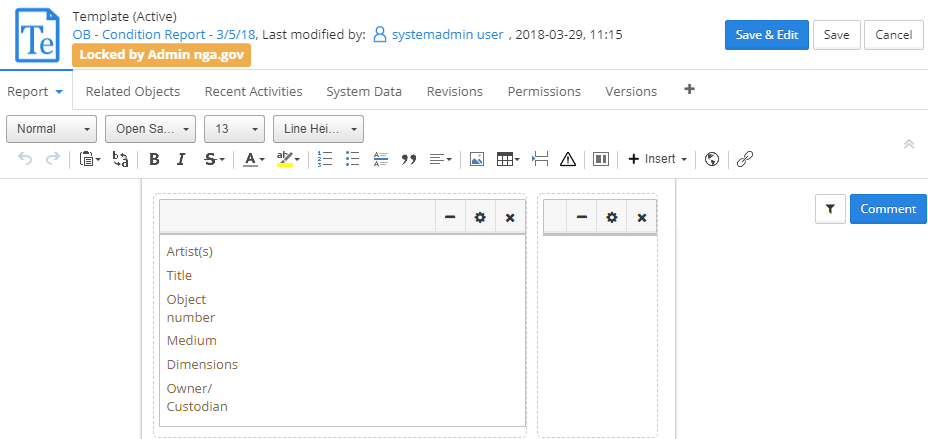 Te
Template (Active)
OB - Condition Report - 3/5/18, Last modified by: systemadmin user , 2018-03-29, 11:15
Locked by Admin nga.gov
Save & Edit
Save
Cancel
Report
Related Objects
Recent Activities
System Data
Revisions
Permissions
Versions
Normal
Open Sa...
13
Line Hei...
B I S A ab
Insert
Comment
Artist(s)
Title
Object
number
Medium
Dimensions
Owner/
Custodian